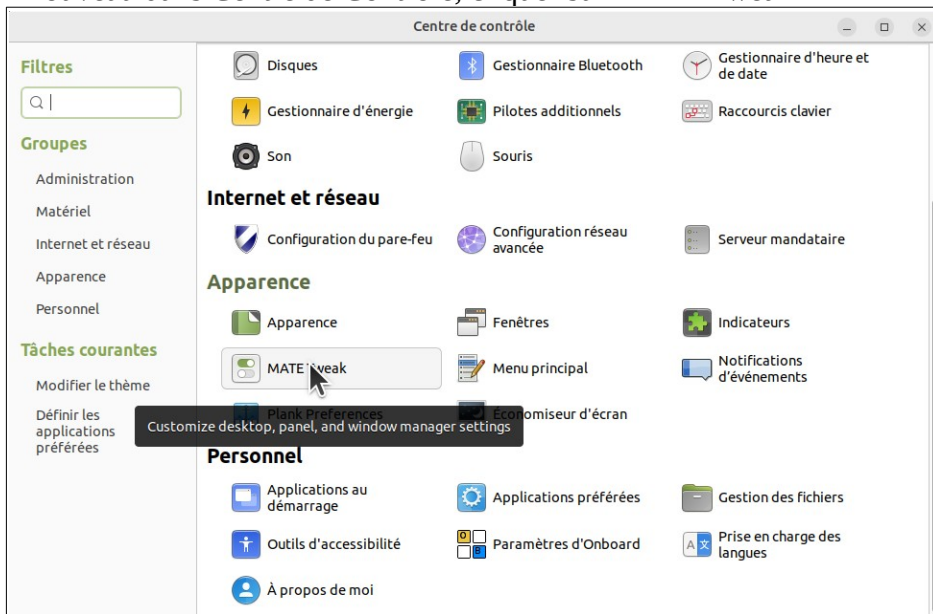 Centre de contrôle
Filtres
Groupes
Administration
Matériel
Internet et réseau
Apparence
Personnel
Tâches courantes
Modifier le thème
Définir les
applications
préférées
Disques
Gestionnaire Bluetooth
Gestionnaire d'heure et
de date
Gestionnaire d'énergie
Pilotes additionnels
Raccourcis clavier
Son
Souris
Internet et réseau
Configuration du pare-feu
Configuration réseau
avancée
Serveur mandataire
Apparence
Apparence
Fenêtres
Indicateurs
MATE Tweak
Menu principal
Notifications
d'événements
Plank Preferences
Économiseur d'écran
Customize desktop, panel, and window manager settings
Personnel
Applications au
démarrage
Applications préférées
Gestion des fichiers
Outils d'accessibilité
Paramètres d'Onboard
Prise en charge des
langues
À propos de moi